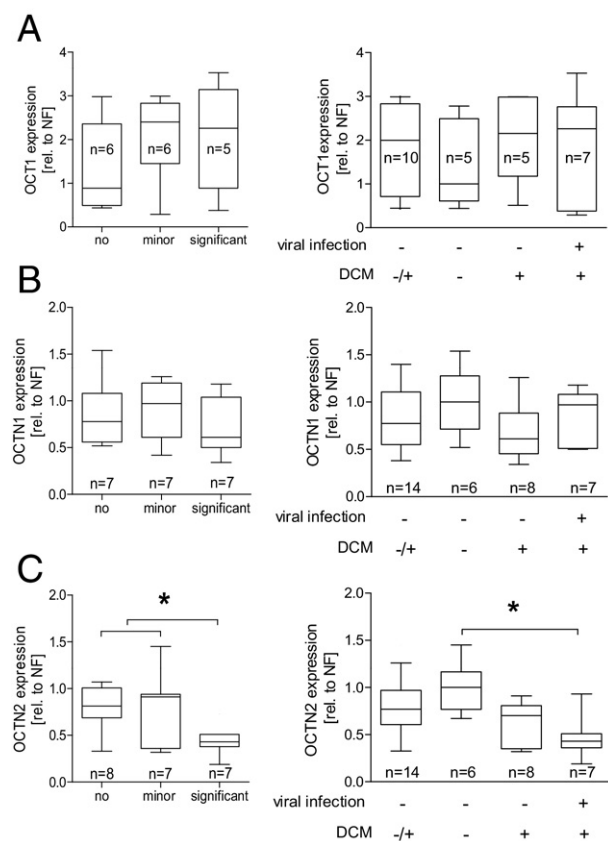 A
OCT1 expression
[rel. to NF]
4
3
2
1
0
n=6
n=6
n=5
no
minor
significant
OCT1expression
[rel. to NF]
4
3
2
1
0
n=10
n=5
n=5
n=7
viral infection - - - +
DCM -/+ - + +
B
OCTN1 expression
[rel. to NF]
2.0
1.5
1.0
0.5
0.0
n=7
n=7
n=7
no
minor
significant
OCTN1 expression
[rel. to NF]
2.0
1.5
1.0
0.5
0.0
n=14
n=6
n=8
n=7
viral infection - - - +
DCM -/+ - + +
C
OCTN2 expression
[rel. to NF]
2.0
1.5
1.0
0.5
0.0
*
n=8
n=7
n=7
no
minor
significant
OCTN2 expression
[rel. to NF]
2.0
1.5
1.0
0.5
0.0
*
n=14
n=6
n=8
n=7
viral infection - - - +
DCM -/+ - + +